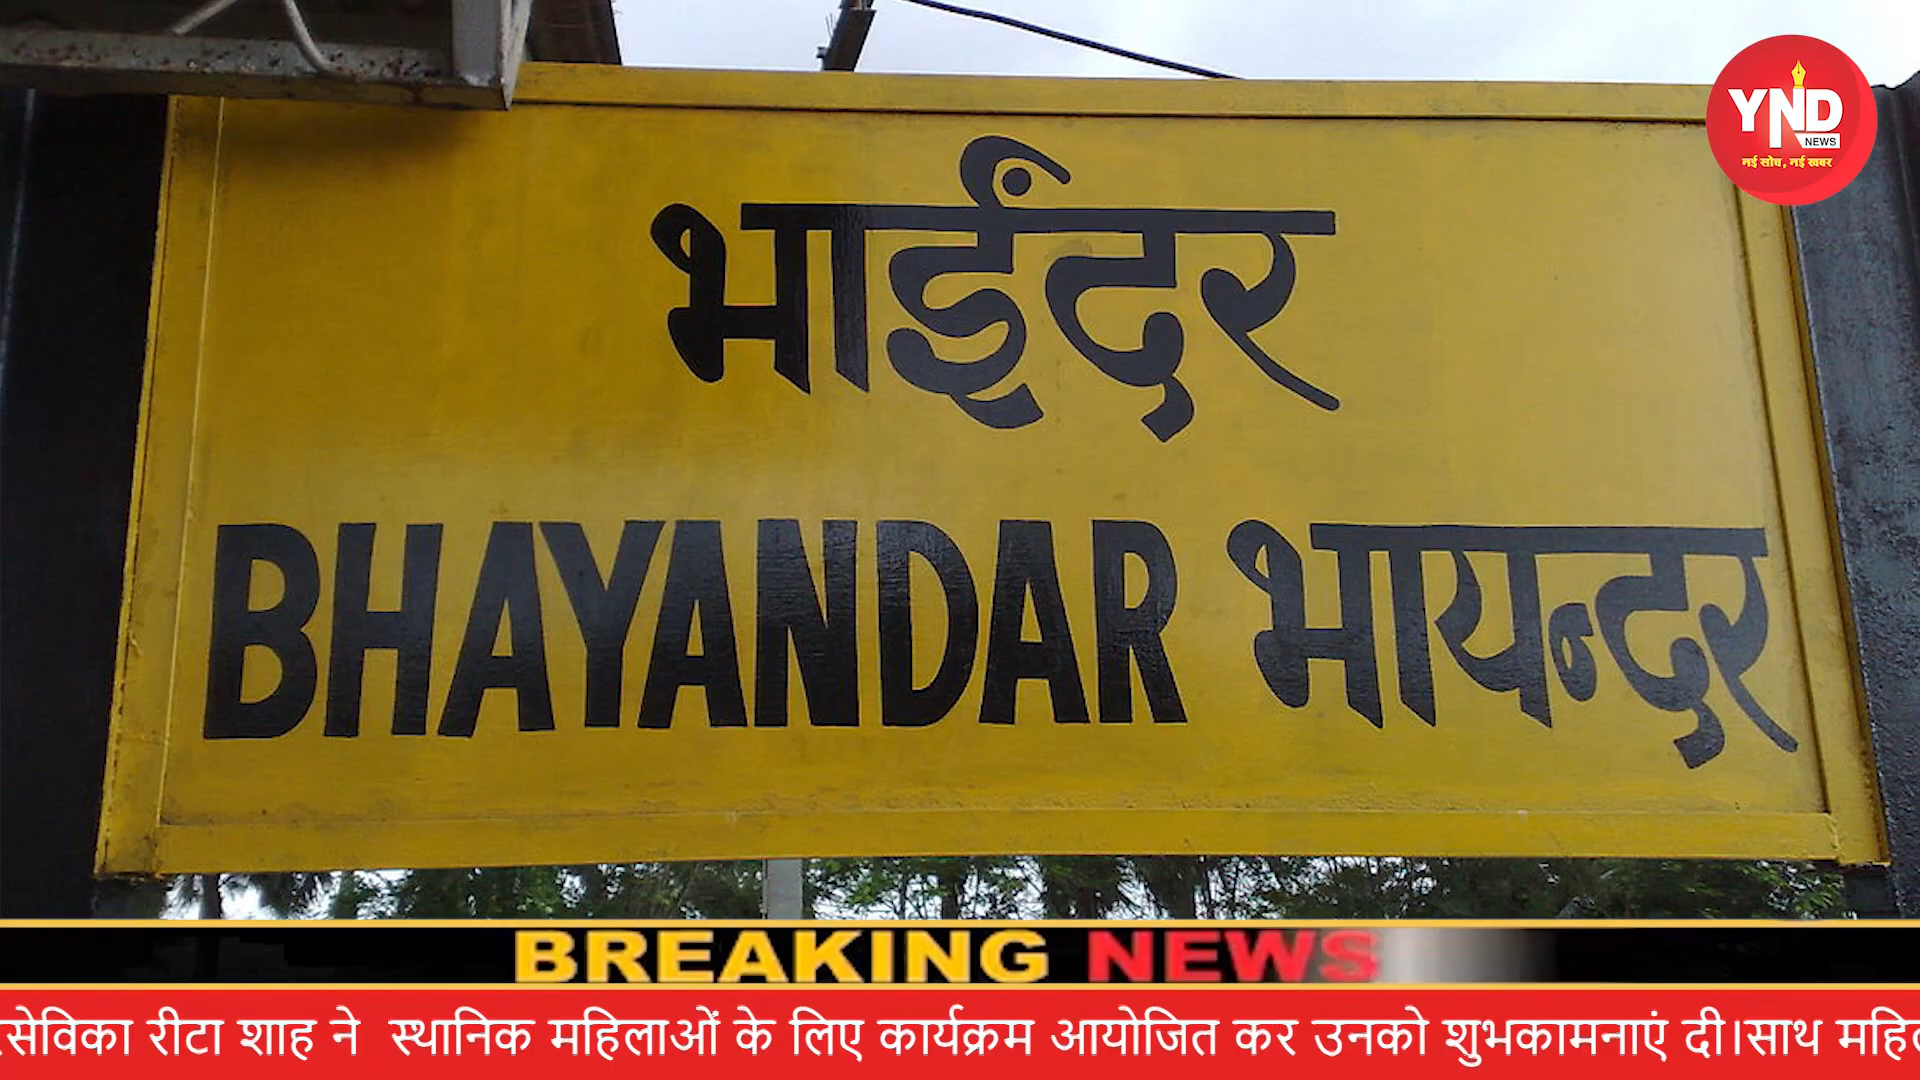 YND
NEWS
नई सोच, नई खबर
भाईंदर
BHAYANDAR भायन्दर
BREAKING NEWS
सेविका रीटा शाह ने स्थानिक महिलाओं के लिए कार्यक्रम आयोजित कर उनको शुभकामनाएं दी।साथ